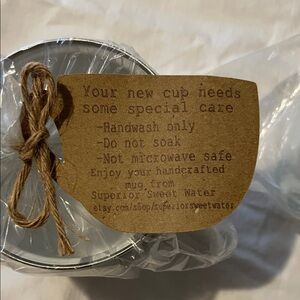 Your new cup needs
some special care
-Handwash only
-Do not soak
-Not microwave safe
Enjoy your handcrafted
mug from
Superior Sweet Water
etsy.com/shop/superiorsweetwater